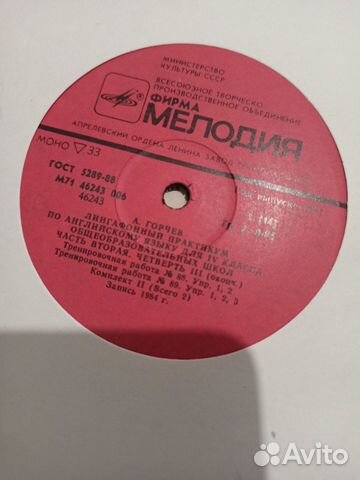 МИНИСТЕРСТВО
КУЛЬТУРЫ СССР
ВСЕСОЮЗНОЕ ТВОРЧЕСКО-
ПРОИЗВОДСТВЕННОЕ ОБЪЕДИНЕНИЕ
ФИРМА
МЕЛОДИЯ
АПРЕЛЕВСКИЙ ОРДЕНА ЛЕНИНА ЗАВОД
МОНО ▽ 33
ГОСТ 5289-88
М71 46243 006
46243
А. ГОРЧЕВ
ЛИНГАФОННЫЙ ПРАКТИКУМ
ПО АНГЛИЙСКОМУ ЯЗЫКУ ДЛЯ IV КЛАССА
ОБЩЕОБРАЗОВАТЕЛЬНЫХ ШКОЛ
ЧАСТЬ ВТОРАЯ, ЧЕТВЕРТЬ III (оконч.)
Тренировочная работа № 88. Упр. 1, 2
Тренировочная работа № 89. Упр. 1, 2, 3
Комплект II (Всего 2)
Запись 1984 г.
Avito